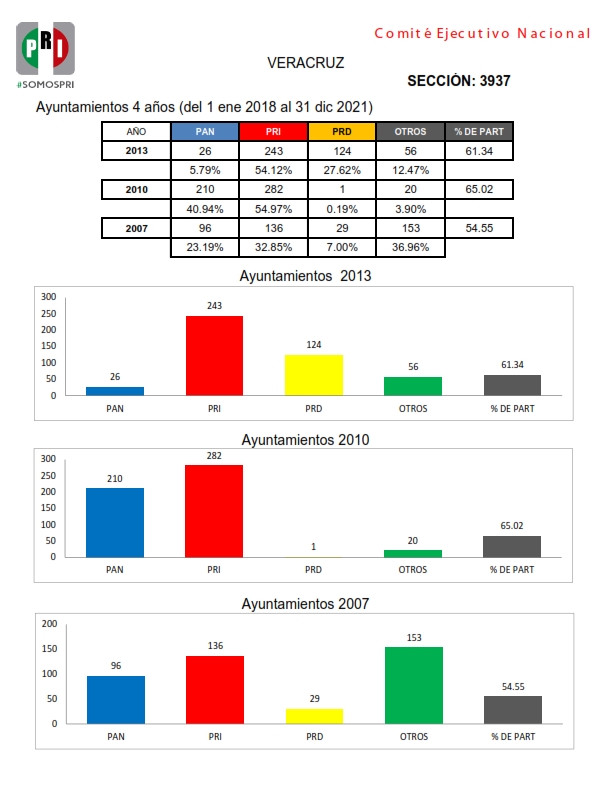 Comité Ejecutivo Nacional
PRI
#SOMOSPRI
VERACRUZ
SECCIÓN: 3937
Ayuntamientos 4 años (del 1 ene 2018 al 31 dic 2021)
AÑO PAN PRI PRD OTROS % DE PART
2013 26 243 124 56 61.34
5.79% 54.12% 27.62% 12.47%
2010 210 282 1 20 65.02
40.94% 54.97% 0.19% 3.90%
2007 96 136 29 153 54.55
23.19% 32.85% 7.00% 36.96%
Ayuntamientos 2013
300
250
200
150
100
50
0
26 243 124 56 61.34
PAN PRI PRD OTROS % DE PART
Ayuntamientos 2010
300
250
200
150
100
50
0
210 282 1 20 65.02
PAN PRI PRD OTROS % DE PART
Ayuntamientos 2007
200
150
100
50
0
96 136 29 153 54.55
PAN PRI PRD OTROS % DE PART